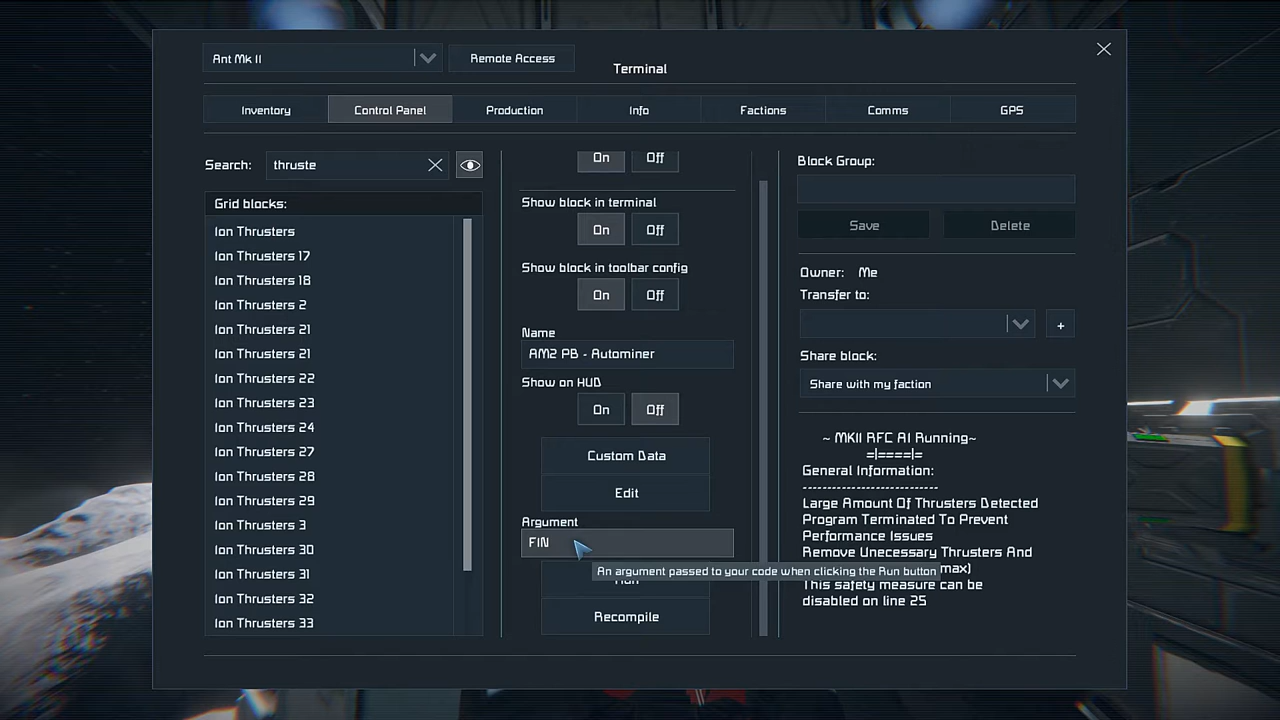 Ant Mk II
Remote Access
Terminal
Inventory
Control Panel
Production
Info
Factions
Comms
GPS
Search:
thruste
Grid blocks:
Ion Thrusters
Ion Thrusters 17
Ion Thrusters 18
Ion Thrusters 2
Ion Thrusters 21
Ion Thrusters 21
Ion Thrusters 22
Ion Thrusters 23
Ion Thrusters 24
Ion Thrusters 27
Ion Thrusters 28
Ion Thrusters 29
Ion Thrusters 3
Ion Thrusters 30
Ion Thrusters 31
Ion Thrusters 32
Ion Thrusters 33
On Off
Show block in terminal
On Off
Show block in toolbar config
On Off
Name
AM2 PB - Autominer
Show on HUD
On Off
Custom Data
Edit
Argument
FIN
An argument passed to your code when clicking the Run button
Run
Recompile
Block Group:
Save
Delete
Owner: Me
Transfer to:
+
Share block:
Share with my faction
~ MKII RFC AI Running~
=|====|=
General Information:
---------------------------
Large Amount Of Thrusters Detected
Program Terminated To Prevent
Performance Issues
Remove Unecessary Thrusters And
max)
This safety measure can be
disabled on line 25